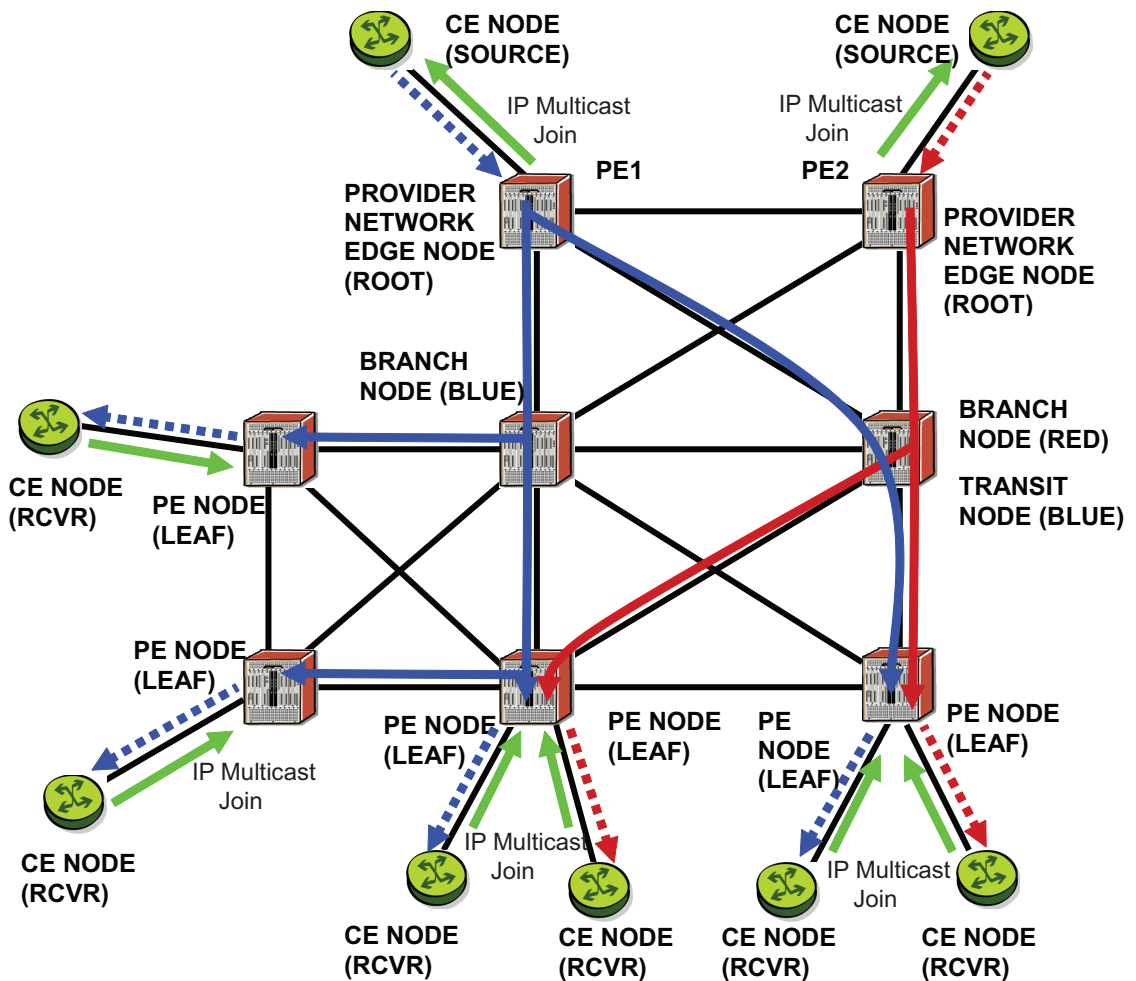 CE NODE
(SOURCE)
CE NODE
(SOURCE)
IP Multicast
Join
IP Multicast
Join
PE1
PE2
PROVIDER
NETWORK
EDGE NODE
(ROOT)
PROVIDER
NETWORK
EDGE NODE
(ROOT)
BRANCH
NODE (BLUE)
BRANCH
NODE (RED)
TRANSIT
NODE (BLUE)
CE NODE
(RCVR)
PE NODE
(LEAF)
PE NODE
(LEAF)
PE NODE
(LEAF)
PE NODE
(LEAF)
PE
NODE
(LEAF)
PE NODE
(LEAF)
IP Multicast
Join
IP Multicast
Join
IP Multicast
Join
CE NODE
(RCVR)
CE NODE
(RCVR)
CE NODE
(RCVR)
CE NODE
(RCVR)
CE NODE
(RCVR)